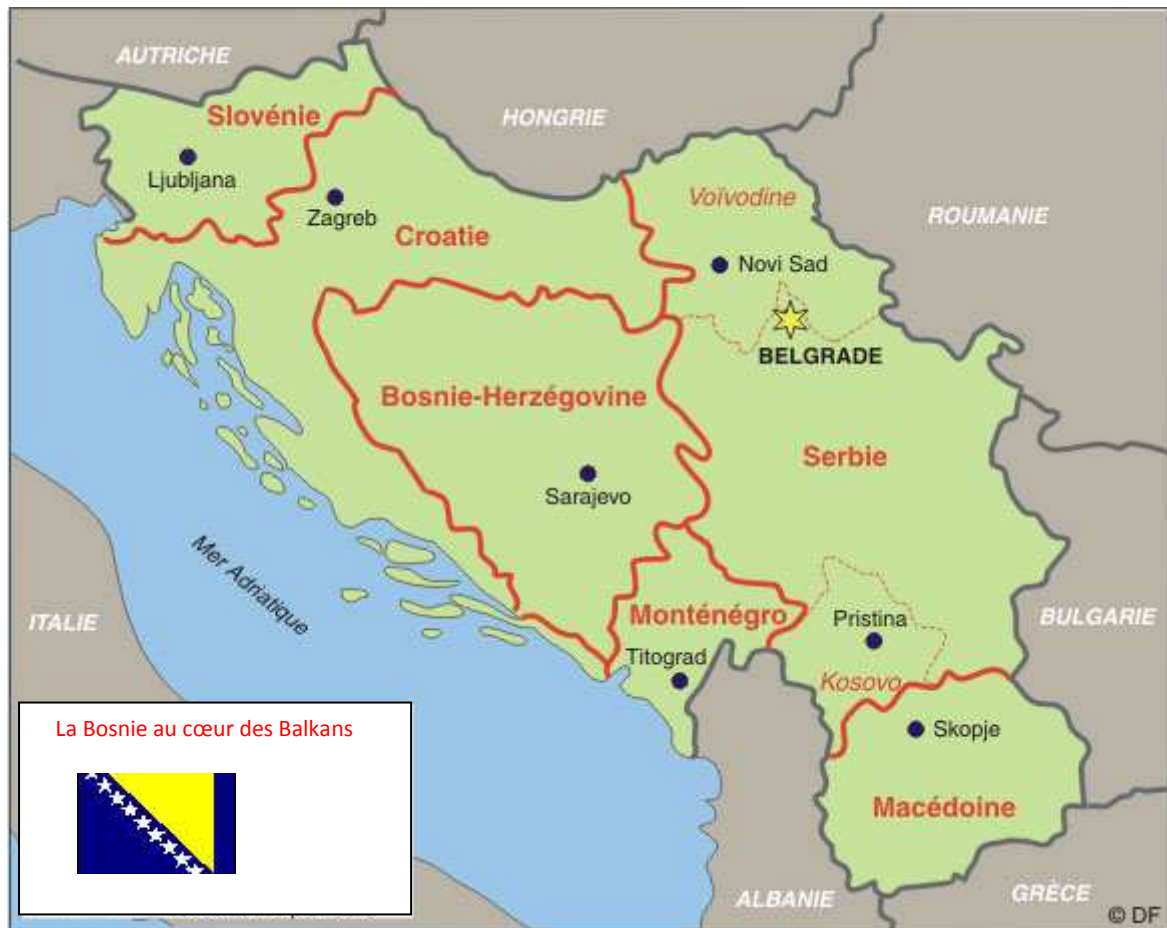 AUTRICHE
HONGRIE
Slovénie
Ljubljana
Zagreb
Croatie
Voïvodine
ROUMANIE
Novi Sad
BELGRADE
Bosnie-Herzégovine
Serbie
Sarajevo
Mer Adriatique
ITALIE
Monténégro
Pristina
BULGARIE
Titograd
Kosovo
La Bosnie au cœur des Balkans
Skopje
Macédoine
ALBANIE
GRÈCE
© DF